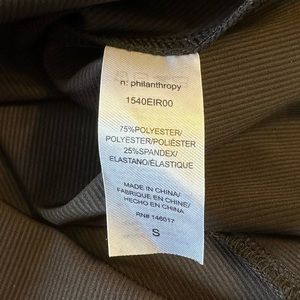 n: philanthropy
1540EIR00
75%POLYESTER/
POLYESTER/POLIÉSTER
25%SPANDEX/
ELASTANO/ÉLASTIQUE
MADE IN CHINA/
FABRIQUE EN CHINE/
HECHO EN CHINA
RN# 146017
S